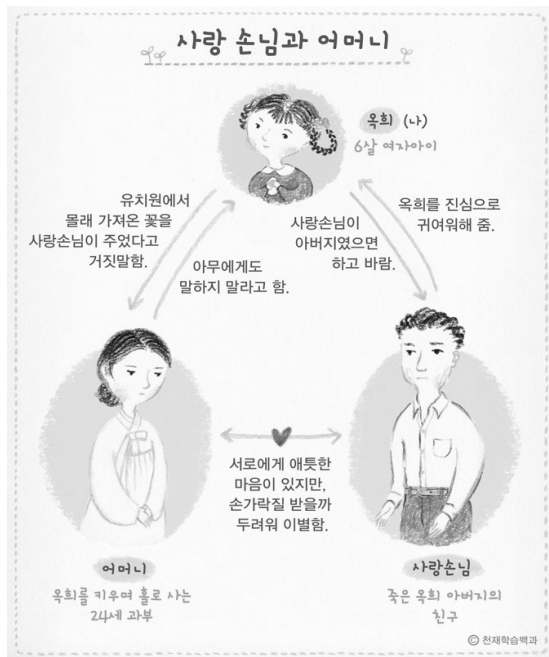 사랑 손님과 어머니
옥희 (나)
6살 여자아이
유치원에서
몰래 가져온 꽃을
사랑손님이 주었다고
거짓말함.
아무에게도
말하지 말라고 함.
사랑손님이
아버지였으면
하고 바람.
옥희를 진심으로
귀여워해 줌.
서로에게 애틋한
마음이 있지만,
손가락질 받을까
두려워 이별함.
어머니
옥희를 키우며 홀로 사는
24세 과부
사랑손님
죽은 옥희 아버지의
친구
ⓒ 천재학습백과